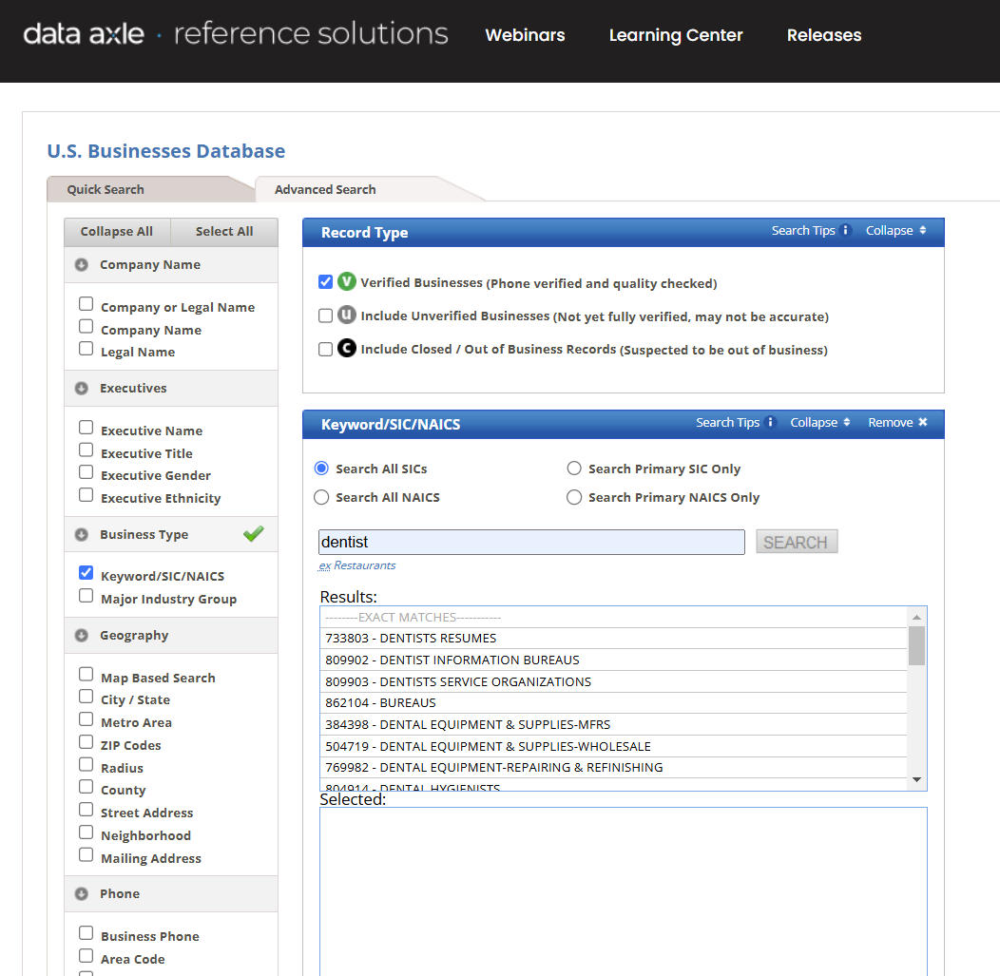 data axle · reference solutions Webinars Learning Center Releases
U.S. Businesses Database
Quick Search Advanced Search
Collapse All Select All
Company Name
Company or Legal Name
Company Name
Legal Name
Executives
Executive Name
Executive Title
Executive Gender
Executive Ethnicity
Business Type
Keyword/SIC/NAICS
Major Industry Group
Geography
Map Based Search
City / State
Metro Area
ZIP Codes
Radius
County
Street Address
Neighborhood
Mailing Address
Phone
Business Phone
Area Code
Record Type Search Tips i Collapse
V Verified Businesses (Phone verified and quality checked)
U Include Unverified Businesses (Not yet fully verified, may not be accurate)
C Include Closed / Out of Business Records (Suspected to be out of business)
Keyword/SIC/NAICS Search Tips i Collapse Remove ✖
Search All SICs Search Primary SIC Only
Search All NAICS Search Primary NAICS Only
dentist SEARCH
ex Restaurants
Results:
--------EXACT MATCHES-----------
733803 - DENTISTS RESUMES
809902 - DENTIST INFORMATION BUREAUS
809903 - DENTISTS SERVICE ORGANIZATIONS
862104 - BUREAUS
384398 - DENTAL EQUIPMENT & SUPPLIES-MFRS
504719 - DENTAL EQUIPMENT & SUPPLIES-WHOLESALE
769982 - DENTAL EQUIPMENT-REPAIRING & REFINISHING
804914 - DENTAL HYGIENISTS
Selected: